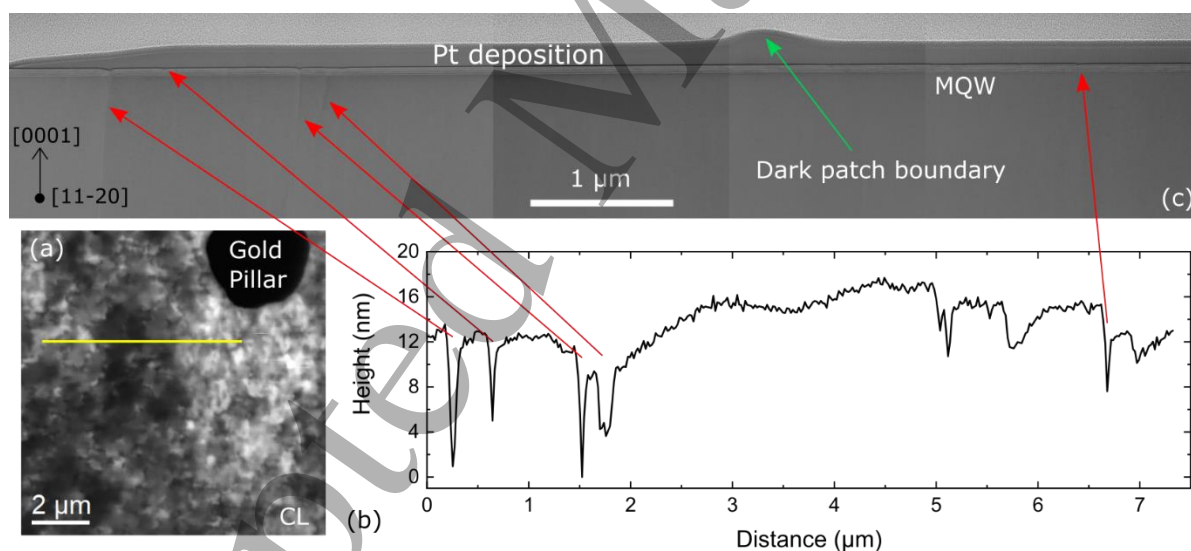 Pt deposition
MQW
[0001]
[11-20]
Dark patch boundary
1 µm
(c)
(a)
Gold
Pillar
2 µm
CL
(b)
Height (nm)
20
16
12
8
4
0
0 1 2 3 4 5 6 7
Distance (µm)